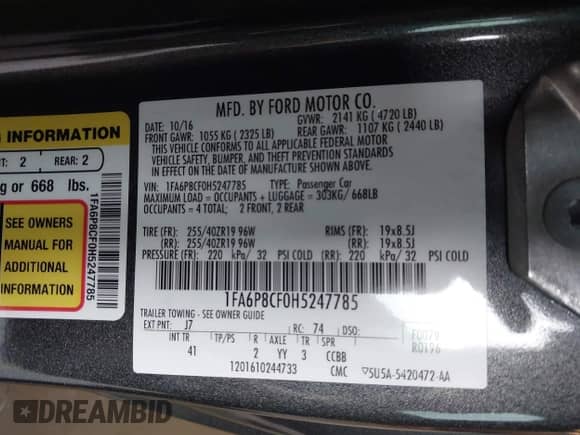 MFD. BY FORD MOTOR CO.
DATE: 10/16 GVWR: 2141 KG ( 4720 LB)
FRONT GAWR: 1055 KG ( 2325 LB) REAR GAWR: 1107 KG ( 2440 LB)
THIS VEHICLE CONFORMS TO ALL APPLICABLE FEDERAL MOTOR
VEHICLE SAFETY, BUMPER, AND THEFT PREVENTION STANDARDS
IN EFFECT ON THE DATE OF MANUFACTURE SHOWN ABOVE.
VIN: 1FA6P8CF0H5247785 TYPE: Passenger Car
MAXIMUM LOAD = OCCUPANTS + LUGGAGE = 303KG/ 668LB
OCCUPANTS = 4 TOTAL; 2 FRONT, 2 REAR
TIRE (FR): 255/40ZR19 96W RIMS (FR): 19x8.5J
(RR): 255/40ZR19 96W (RR): 19x8.5J
PRESSURE (FR): 220 kPa/ 32 PSI COLD (RR): 220 kPa/ 32 PSI COLD
1FA6P8CF0H5247785
TRAILER TOWING - SEE OWNER GUIDE
EXT PNT: J7 RC: 74 DSO: F0179
R0196
INT TR TP/PS R AXLE TR SPR
41 2 YY 3 CCBB
1201610244733 CMC 5U5A-5420472-AA
G INFORMATION
NT: 2 REAR: 2
g or 668 lbs.
SEE OWNERS
MANUAL FOR
ADDITIONAL
INFORMATION
1FA6P8CF0H5247785
DREAMBID